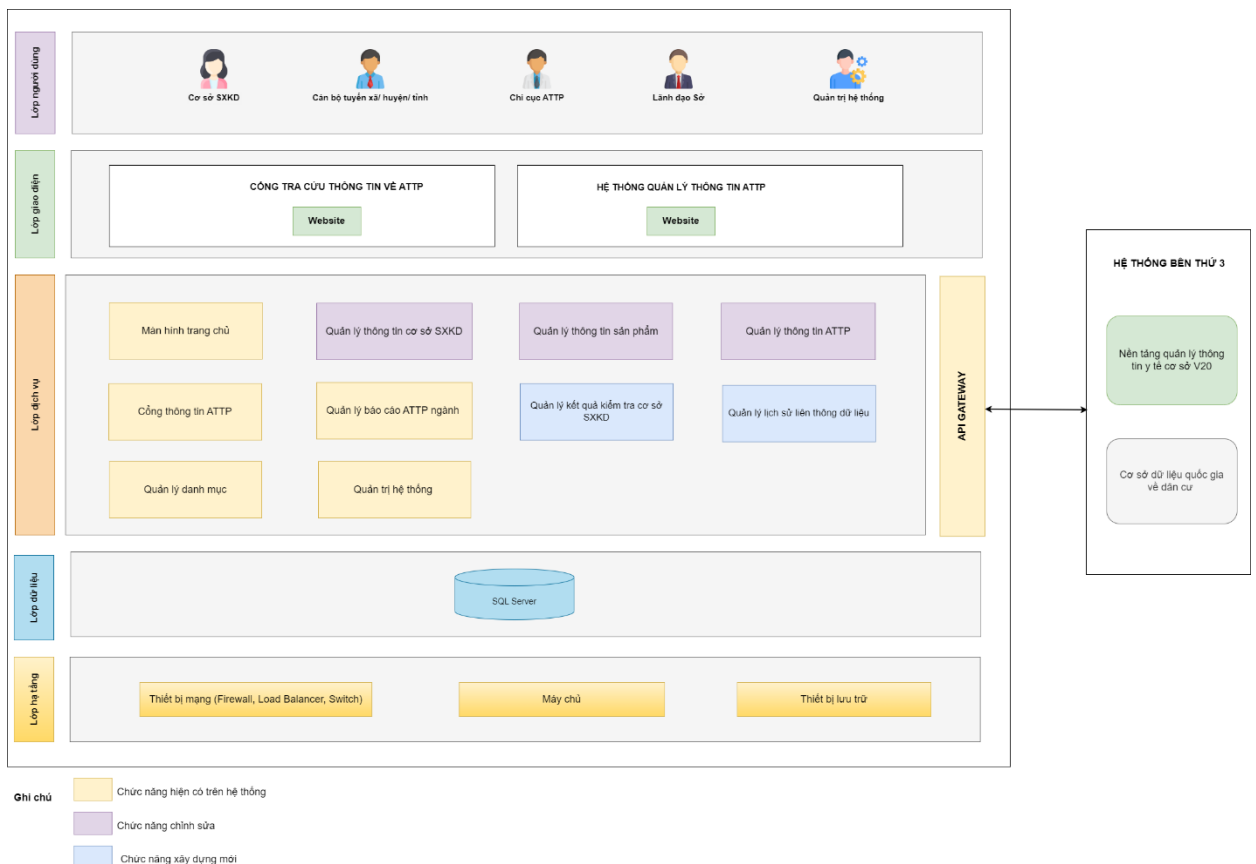 Lớp người dùng
Cơ sở SXKD
Cán bộ tuyến xã/ huyện/ tỉnh
Chi cục ATTP
Lãnh đạo Sở
Quản trị hệ thống
Lớp giao diện
CỔNG TRA CỨU THÔNG TIN VỀ ATTP
Website
HỆ THỐNG QUẢN LÝ THÔNG TIN ATTP
Website
Lớp dịch vụ
Màn hình trang chủ
Quản lý thông tin cơ sở SXKD
Quản lý thông tin sản phẩm
Quản lý thông tin ATTP
Cổng thông tin ATTP
Quản lý báo cáo ATTP ngành
Quản lý kết quả kiểm tra cơ sở
SXKD
Quản lý lịch sử liên thông dữ liệu
Quản lý danh mục
Quản trị hệ thống
API GATEWAY
HỆ THỐNG BÊN THỨ 3
Nền tảng quản lý thông
tin y tế cơ sở V20
Cơ sở dữ liệu quốc gia
về dân cư
Lớp dữ liệu
SQL Server
Lớp hạ tầng
Thiết bị mạng (Firewall, Load Balancer, Switch)
Máy chủ
Thiết bị lưu trữ
Ghi chú
Chức năng hiện có trên hệ thống
Chức năng chỉnh sửa
Chức năng xây dựng mới